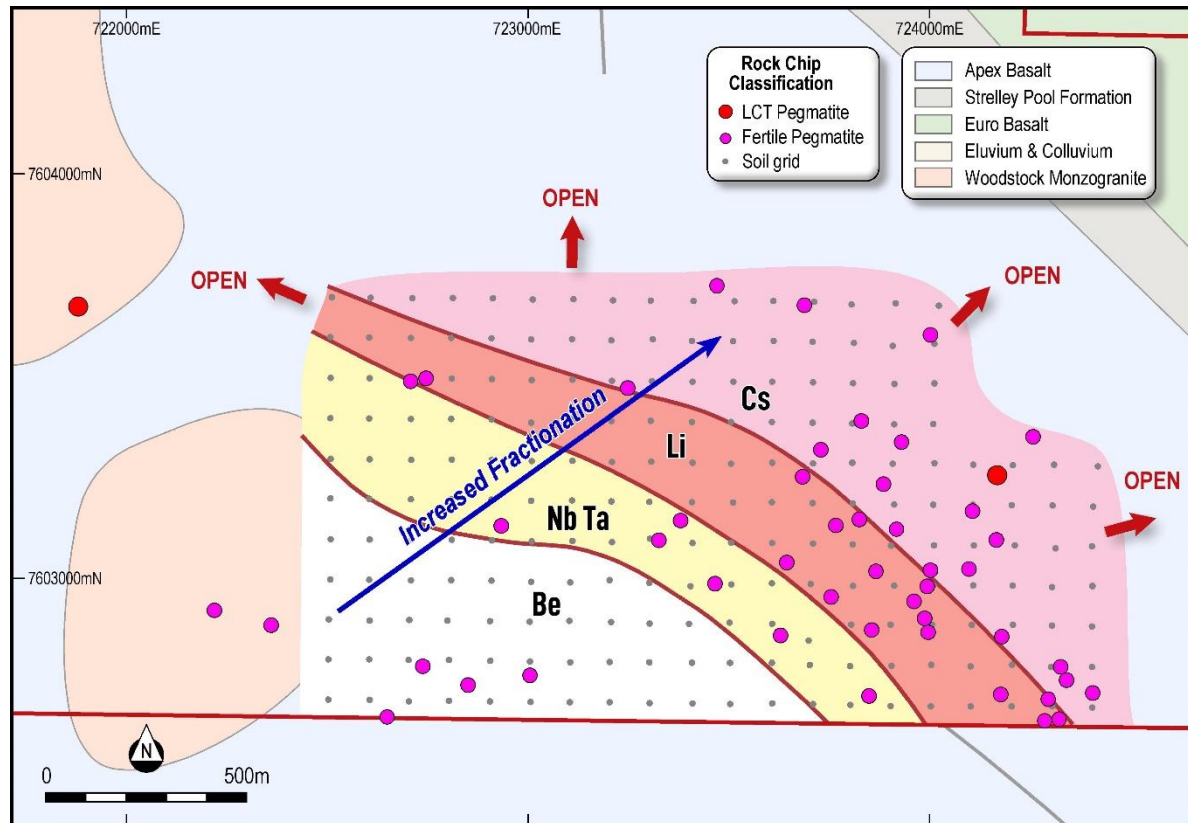 722000mE
723000mE
724000mE
Rock Chip
Classification
LCT Pegmatite
Fertile Pegmatite
Soil grid
Apex Basalt
Strelley Pool Formation
Euro Basalt
Eluvium & Colluvium
Woodstock Monzogranite
7604000mN
OPEN
OPEN
OPEN
OPEN
Cs
Li
Increased Fractionation
Nb Ta
Be
7603000mN
N
0 500m